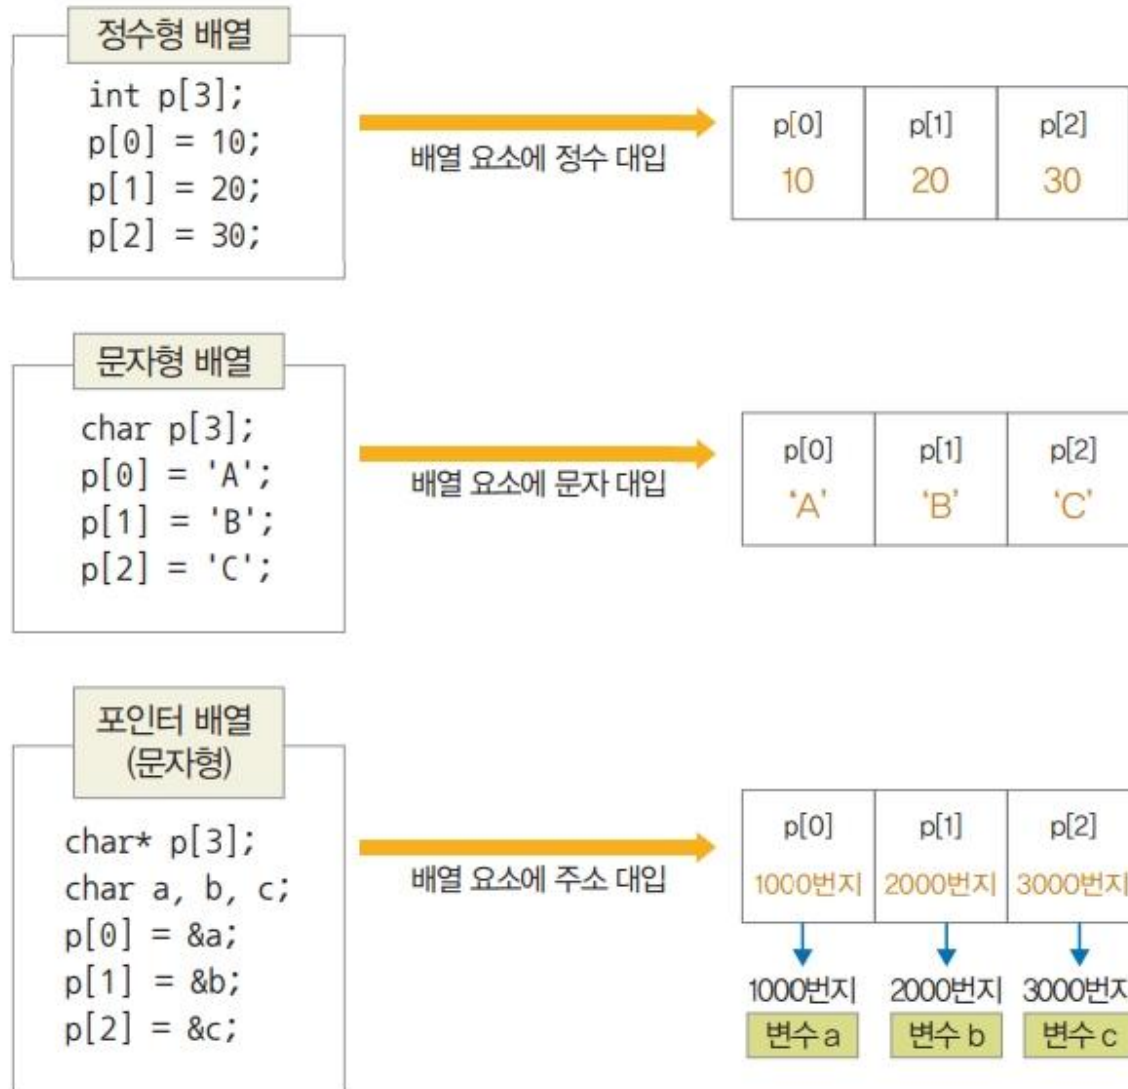 정수형 배열
int p[3];
p[0] = 10;
p[1] = 20;
p[2] = 30;
배열 요소에 정수 대입
p[0] p[1] p[2]
10 20 30
문자형 배열
char p[3];
p[0] = 'A';
p[1] = 'B';
p[2] = 'C';
배열 요소에 문자 대입
p[0] p[1] p[2]
‘A’ ‘B’ ‘C’
포인터 배열
(문자형)
char* p[3];
char a, b, c;
p[0] = &a;
p[1] = &b;
p[2] = &c;
배열 요소에 주소 대입
p[0] p[1] p[2]
1000번지 2000번지 3000번지
1000번지 2000번지 3000번지
변수 a 변수 b 변수 c